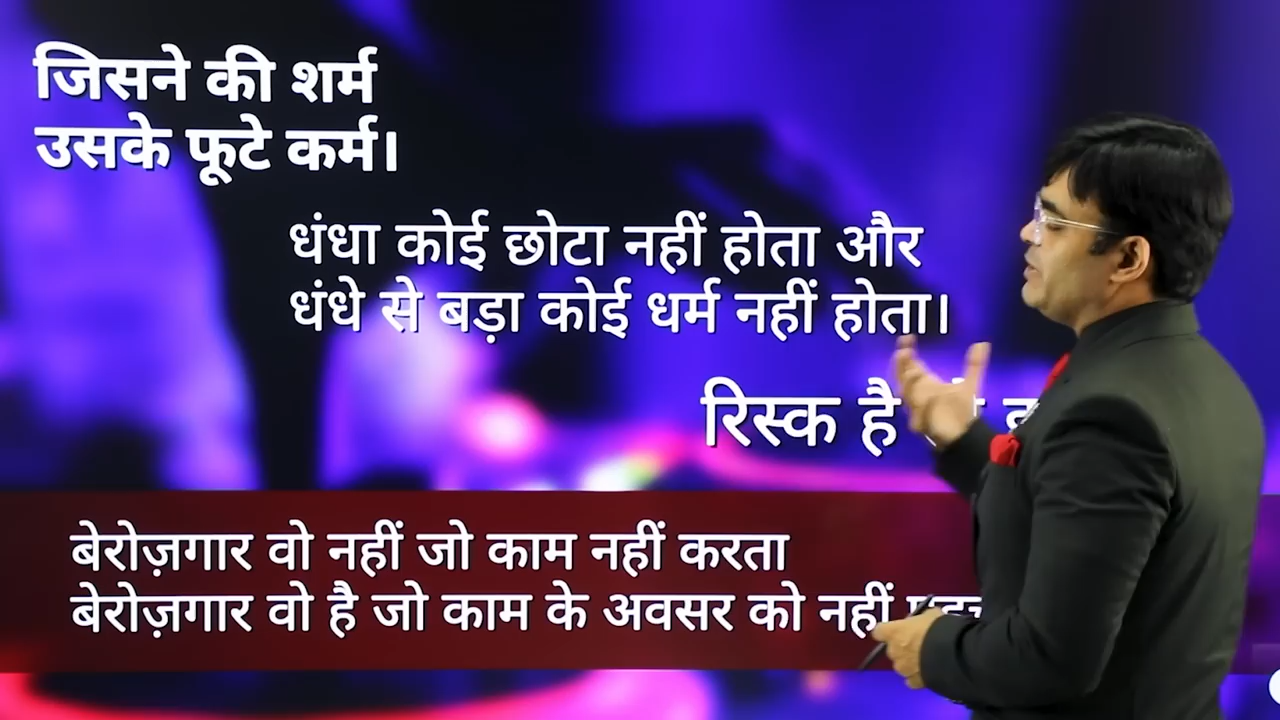 जिसने की शर्म
उसके फूटे कर्म।
धंधा कोई छोटा नहीं होता और
धंधे से बड़ा कोई धर्म नहीं होता।
रिस्क है
बेरोज़गार वो नहीं जो काम नहीं करता
बेरोज़गार वो है जो काम के अवसर को नहीं